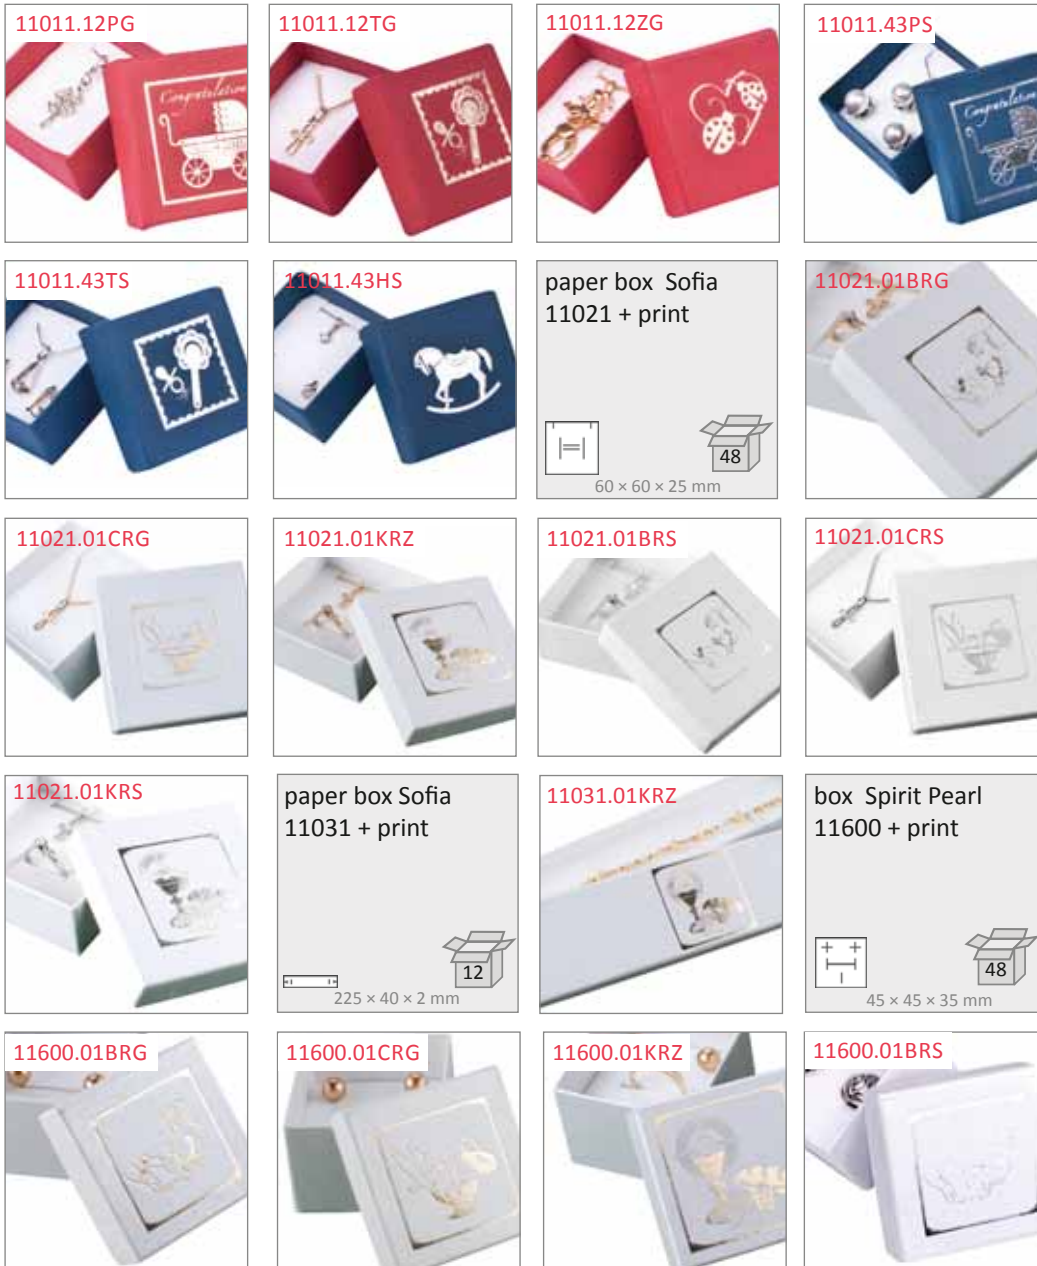 11011.12PG
Congratulation
11011.12TG
11011.12ZG
11011.43PS
Congratulation
11011.43TS
11011.43HS
paper box Sofia
11021 + print
48
60 × 60 × 25 mm
11021.01BRG
11021.01CRG
11021.01KRZ
11021.01BRS
11021.01CRS
11021.01KRS
paper box Sofia
11031 + print
12
225 × 40 × 2 mm
11031.01KRZ
box Spirit Pearl
11600 + print
48
45 × 45 × 35 mm
11600.01BRG
11600.01CRG
11600.01KRZ
11600.01BRS